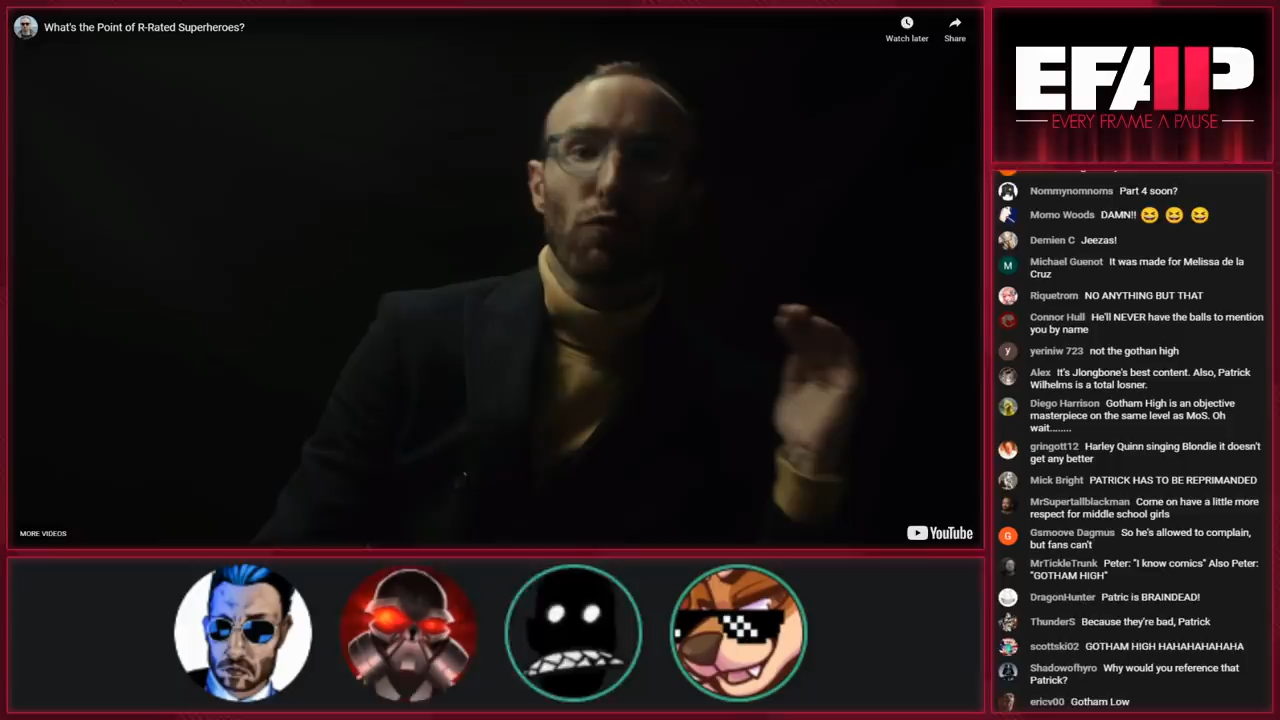 What's the Point of R-Rated Superheroes?
Watch later
Share
MORE VIDEOS
YouTube
EFAP
EVERY FRAME A PAUSE
Nommynomnoms Part 4 soon?
Momo Woods DAMN!! 😆 😆 😆
Demien C Jeezas!
M
Michael Guenot It was made for Melissa de la
Cruz
Riquetrom NO ANYTHING BUT THAT
Connor Hull He'll NEVER have the balls to mention
you by name
y
yeriniw 723 not the gothan high
Alex It's Jlongbone's best content. Also, Patrick
Wilhelms is a total losner.
Diego Harrison Gotham High is an objective
masterpiece on the same level as MoS. Oh
wait........
gringott12 Harley Quinn singing Blondie it doesn't
get any better
Mick Bright PATRICK HAS TO BE REPRIMANDED
MrSupertallblackman Come on have a little more
respect for middle school girls
G
Gsmoove Dagmus So he's allowed to complain,
but fans can't
MrTickleTrunk Peter: "I know comics" Also Peter:
"GOTHAM HIGH"
DragonHunter Patric is BRAINDEAD!
ThunderS Because they're bad, Patrick
scottski02 GOTHAM HIGH HAHAHAHAHAHA
Shadowofhyro Why would you reference that
Patrick?
ericv00 Gotham Low